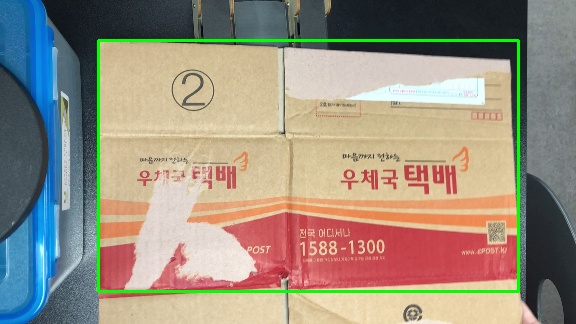 ②
마음까지 전하는
우체국 택배
마음까지 전하는
우체국 택배
전국 어디서나
1588-1300
POST
www.ePOST.kr